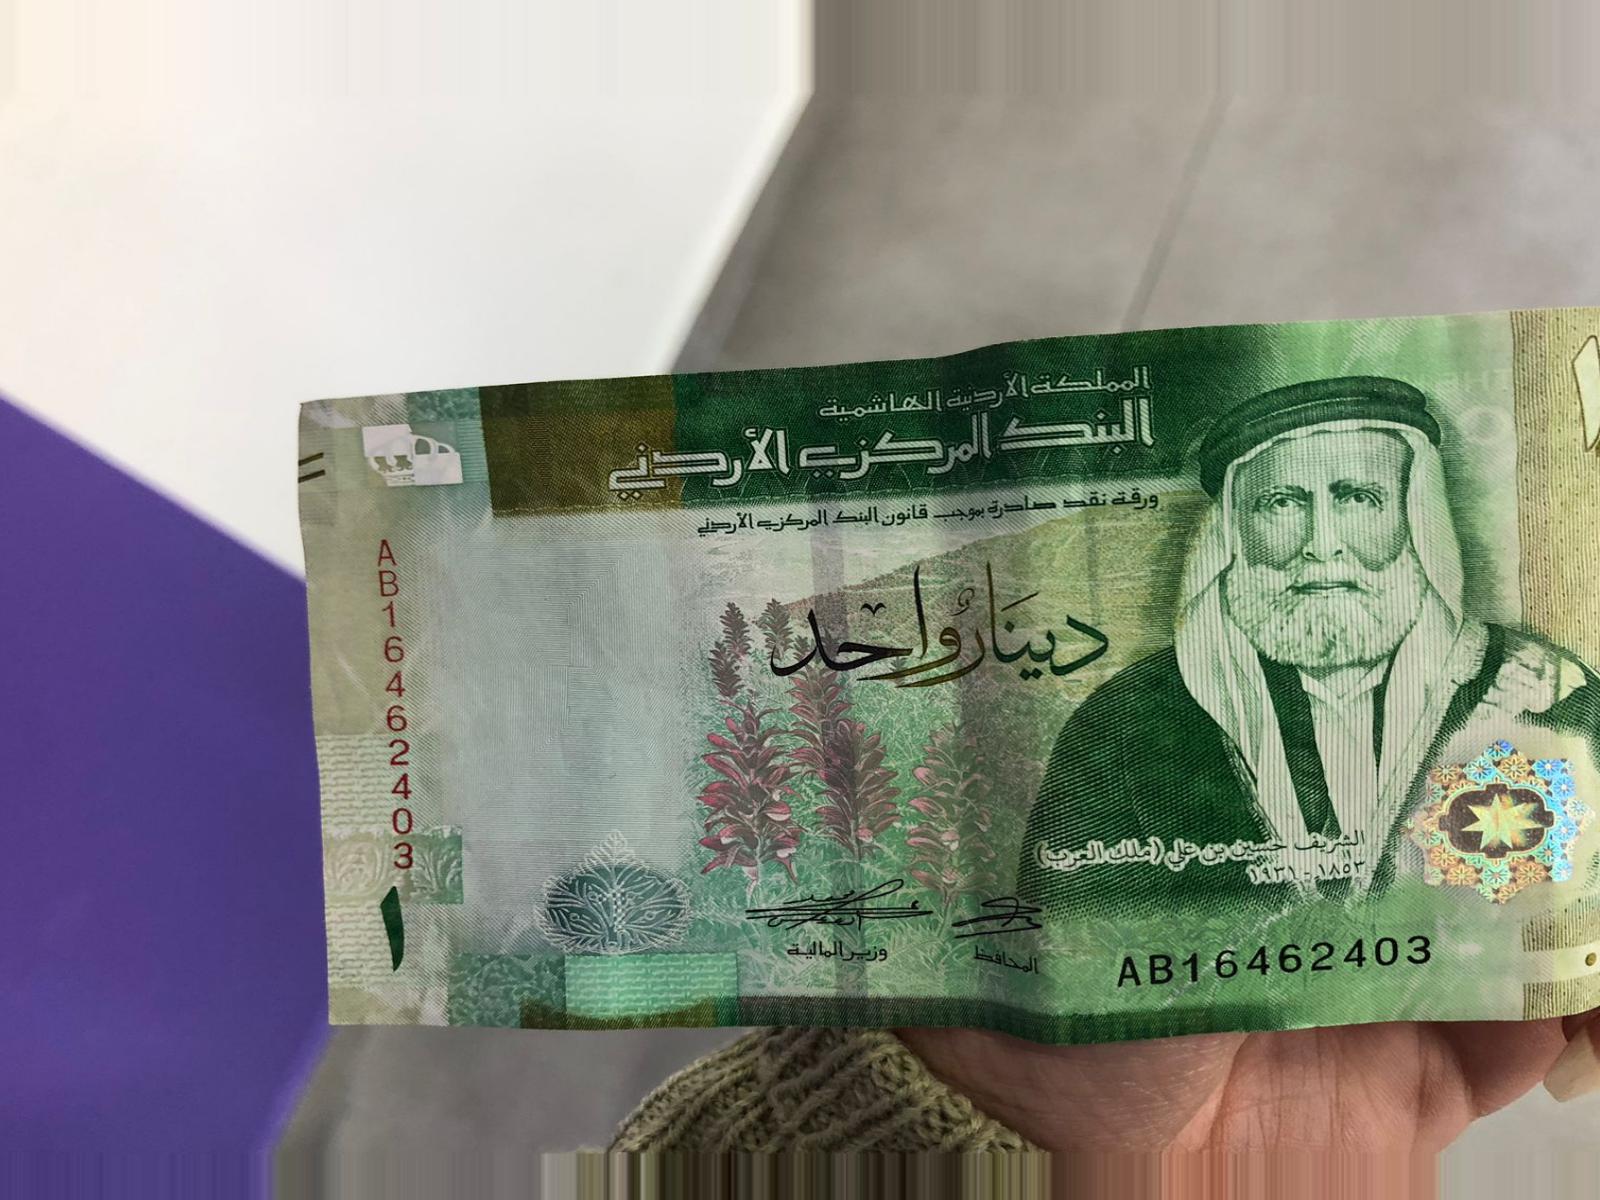 المملكة الأردنية الهاشمية
البنك المركزي الأردني
ورقة نقد صادرة بموجب قانون البنك المركزي الأردني
دينار واحد
AB16462403
١
الشريف حسين بن علي (ملك العرب)
١٨٥٣ - ١٩٣١
المحافظ
وزير المالية
AB16462403